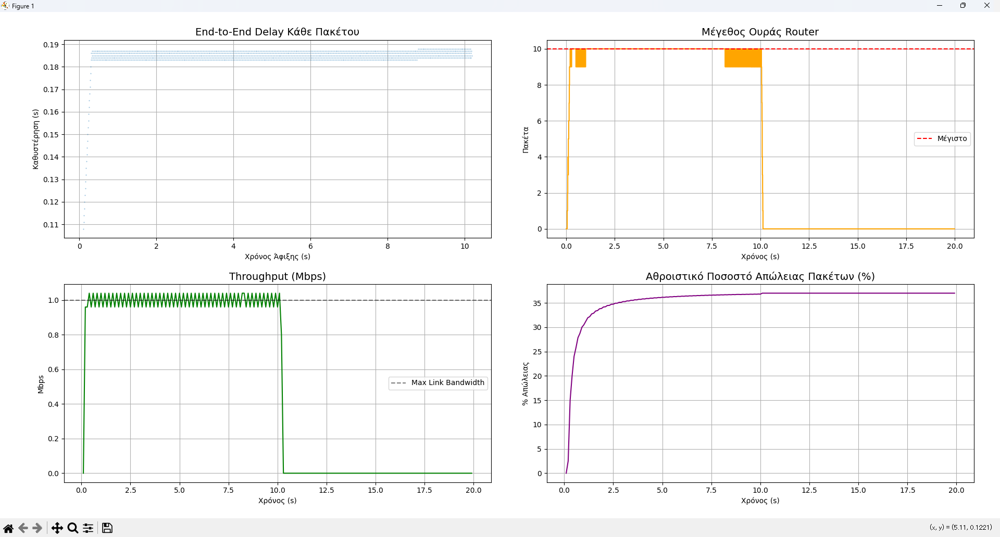 Figure 1
End-to-End Delay Κάθε Πακέτου
0.19
0.18
0.17
0.16
0.15
0.14
0.13
0.12
0.11
Καθυστέρηση (s)
0 2 4 6 8 10
Χρόνος Άφιξης (s)
Μέγεθος Ουράς Router
10
8
6
4
2
0
Πακέτα
Μέγιστο
0.0 2.5 5.0 7.5 10.0 12.5 15.0 17.5 20.0
Χρόνος (s)
Throughput (Mbps)
1.0
0.8
0.6
0.4
0.2
0.0
Mbps
Max Link Bandwidth
0.0 2.5 5.0 7.5 10.0 12.5 15.0 17.5 20.0
Χρόνος (s)
Αθροιστικό Ποσοστό Απώλειας Πακέτων (%)
35
30
25
20
15
10
5
0
% Απώλειας
0.0 2.5 5.0 7.5 10.0 12.5 15.0 17.5 20.0
Χρόνος (s)
(x, y) = (5.11, 0.1221)